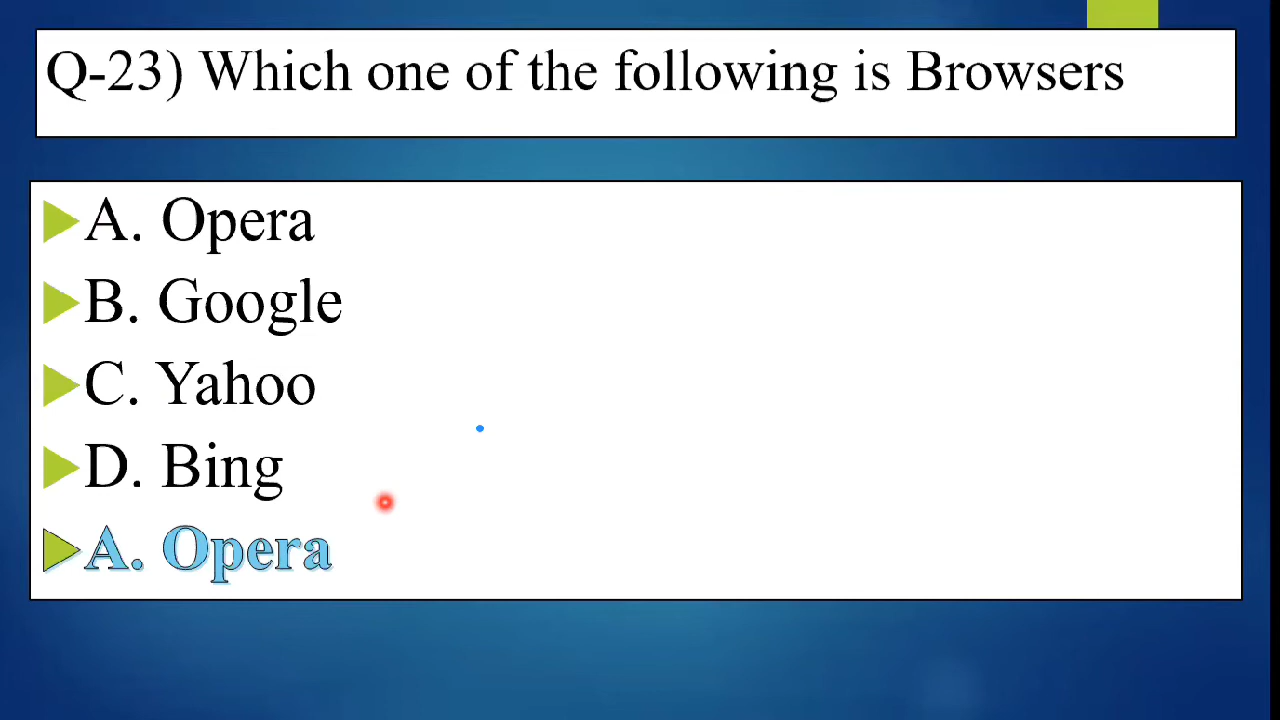 Q-23) Which one of the following is Browsers
A. Opera
B. Google
C. Yahoo
D. Bing
A. Opera